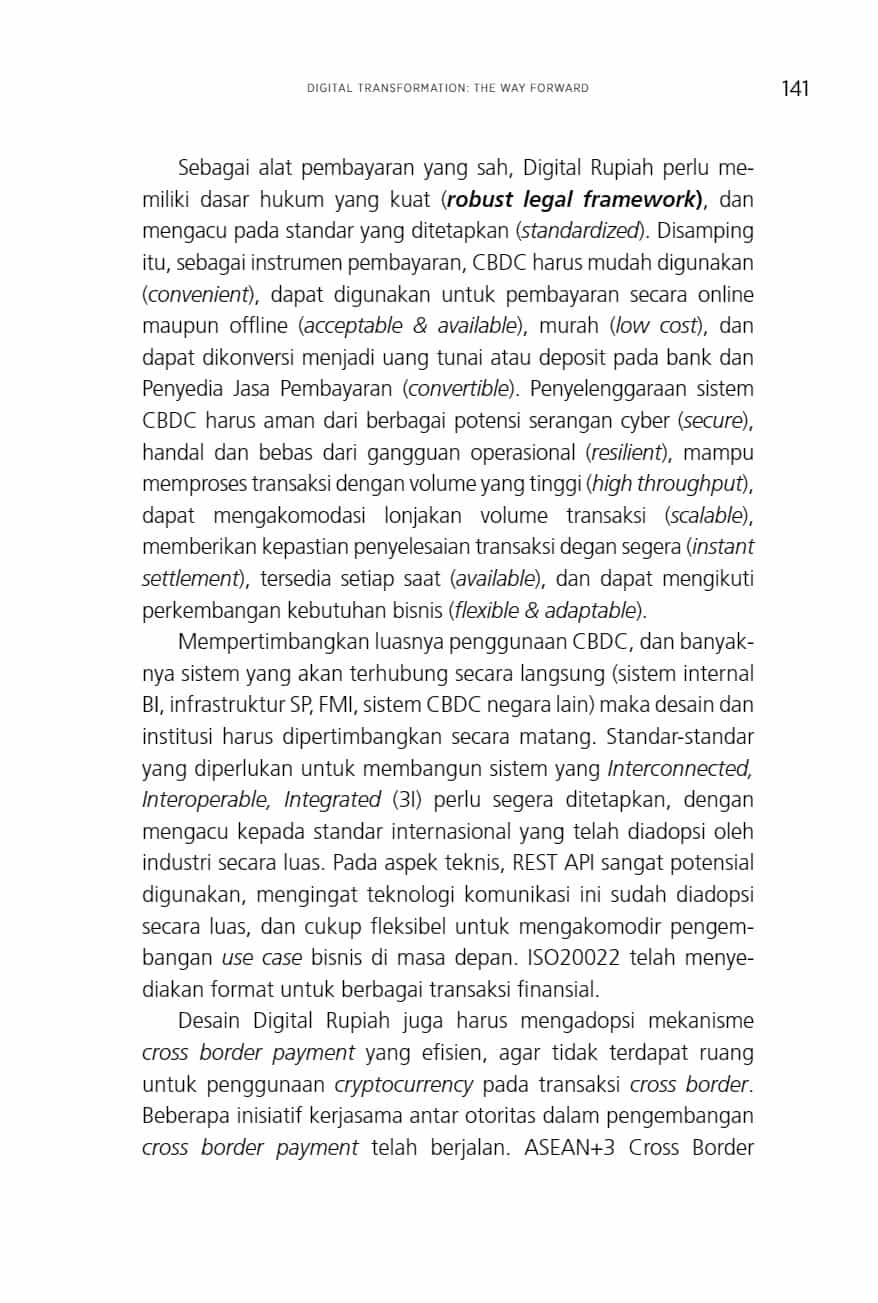 DIGITAL TRANSFORMATION: THE WAY FORWARD
141
Sebagai alat pembayaran yang sah, Digital Rupiah perlu me-
miliki dasar hukum yang kuat (robust legal framework), dan
mengacu pada standar yang ditetapkan (standardized). Disamping
itu, sebagai instrumen pembayaran, CBDC harus mudah digunakan
(convenient), dapat digunakan untuk pembayaran secara online
maupun offline (acceptable & available), murah (low cost), dan
dapat dikonversi menjadi uang tunai atau deposit pada bank dan
Penyedia Jasa Pembayaran (convertible). Penyelenggaraan sistem
CBDC harus aman dari berbagai potensi serangan cyber (secure),
handal dan bebas dari gangguan operasional (resilient), mampu
memproses transaksi dengan volume yang tinggi (high throughput),
dapat mengakomodasi lonjakan volume transaksi (scalable),
memberikan kepastian penyelesaian transaksi degan segera (instant
settlement), tersedia setiap saat (available), dan dapat mengikuti
perkembangan kebutuhan bisnis (flexible & adaptable).
Mempertimbangkan luasnya penggunaan CBDC, dan banyak-
nya sistem yang akan terhubung secara langsung (sistem internal
BI, infrastruktur SP, FMI, sistem CBDC negara lain) maka desain dan
institusi harus dipertimbangkan secara matang. Standar-standar
yang diperlukan untuk membangun sistem yang Interconnected,
Interoperable, Integrated (3I) perlu segera ditetapkan, dengan
mengacu kepada standar internasional yang telah diadopsi oleh
industri secara luas. Pada aspek teknis, REST API sangat potensial
digunakan, mengingat teknologi komunikasi ini sudah diadopsi
secara luas, dan cukup fleksibel untuk mengakomodir pengem-
bangan use case bisnis di masa depan. ISO20022 telah menye-
diakan format untuk berbagai transaksi finansial.
Desain Digital Rupiah juga harus mengadopsi mekanisme
cross border payment yang efisien, agar tidak terdapat ruang
untuk penggunaan cryptocurrency pada transaksi cross border.
Beberapa inisiatif kerjasama antar otoritas dalam pengembangan
cross border payment telah berjalan. ASEAN+3 Cross Border